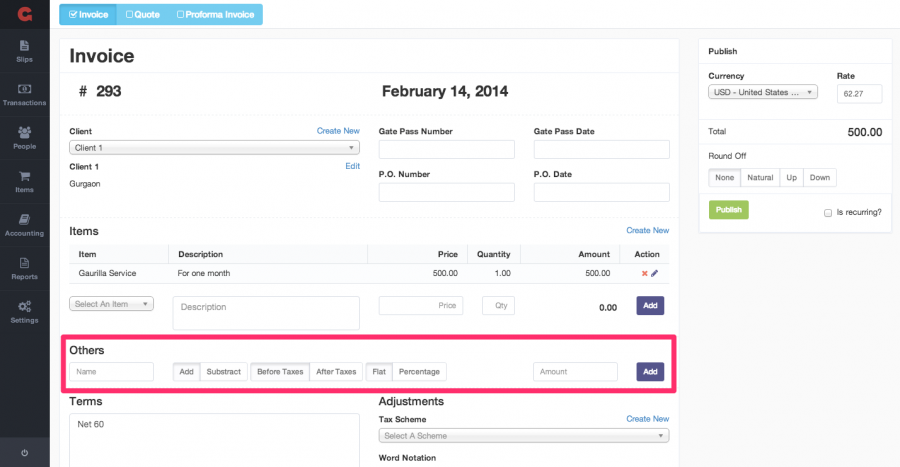 Invoice Quote Proforma Invoice
Slips
Transactions
People
Items
Accounting
Reports
Settings
Invoice
# 293 February 14, 2014
Client Create New
Client 1
Client 1 Edit
Gurgaon
Gate Pass Number Gate Pass Date
P.O. Number P.O. Date
Items Create New
Item Description Price Quantity Amount Action
Gaurilla Service For one month 500.00 1.00 500.00
Select An Item Description Price Qty 0.00 Add
Others
Name Add Substract Before Taxes After Taxes Flat Percentage Amount Add
Terms
Net 60
Adjustments
Tax Scheme Create New
Select A Scheme
Word Notation
Publish
Currency Rate
USD - United States ... 62.27
Total 500.00
Round Off
None Natural Up Down
Publish Is recurring?